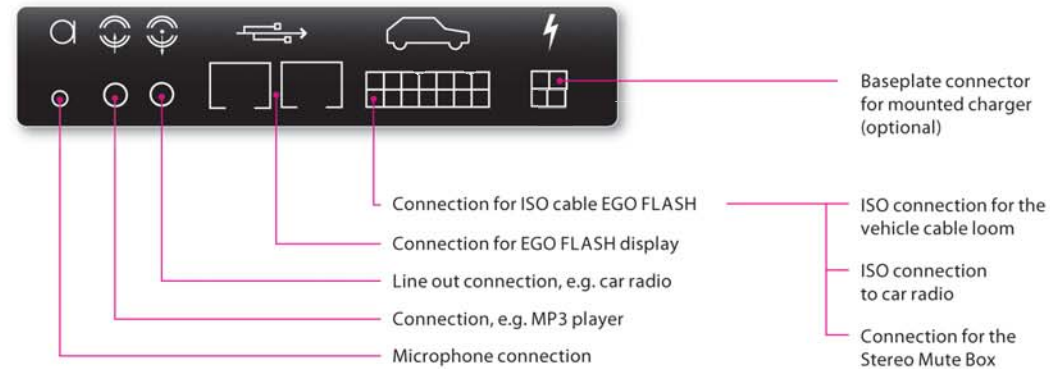 Baseplate connector
for mounted charger
(optional)
Connection for ISO cable EGO FLASH
Connection for EGO FLASH display
Line out connection, e.g. car radio
Connection, e.g. MP3 player
Microphone connection
ISO connection for the
vehicle cable loom
ISO connection
to car radio
Connection for the
Stereo Mute Box